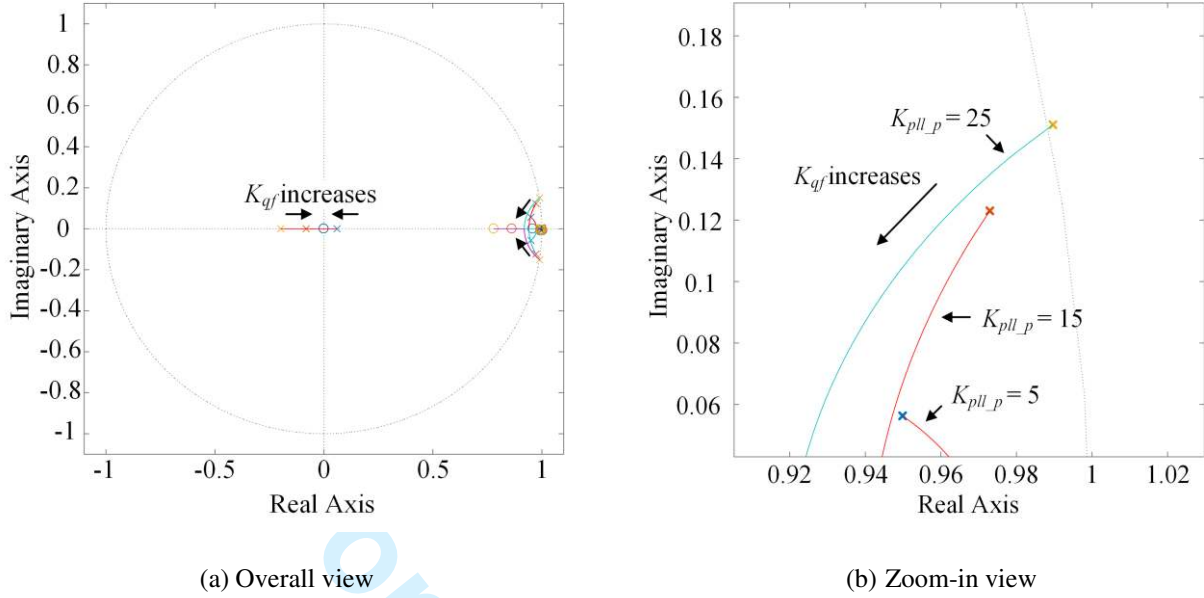 1
0.8
0.6
0.4
0.2
0
-0.2
-0.4
-0.6
-0.8
-1
Imaginary Axis
K_qf increases
-1 -0.5 0 0.5 1
Real Axis
(a) Overall view
0.18
0.16
0.14
0.12
0.1
0.08
0.06
Imaginary Axis
K_pll_p = 25
K_qf increases
K_pll_p = 15
K_pll_p = 5
0.92 0.94 0.96 0.98 1 1.02
Real Axis
(b) Zoom-in view